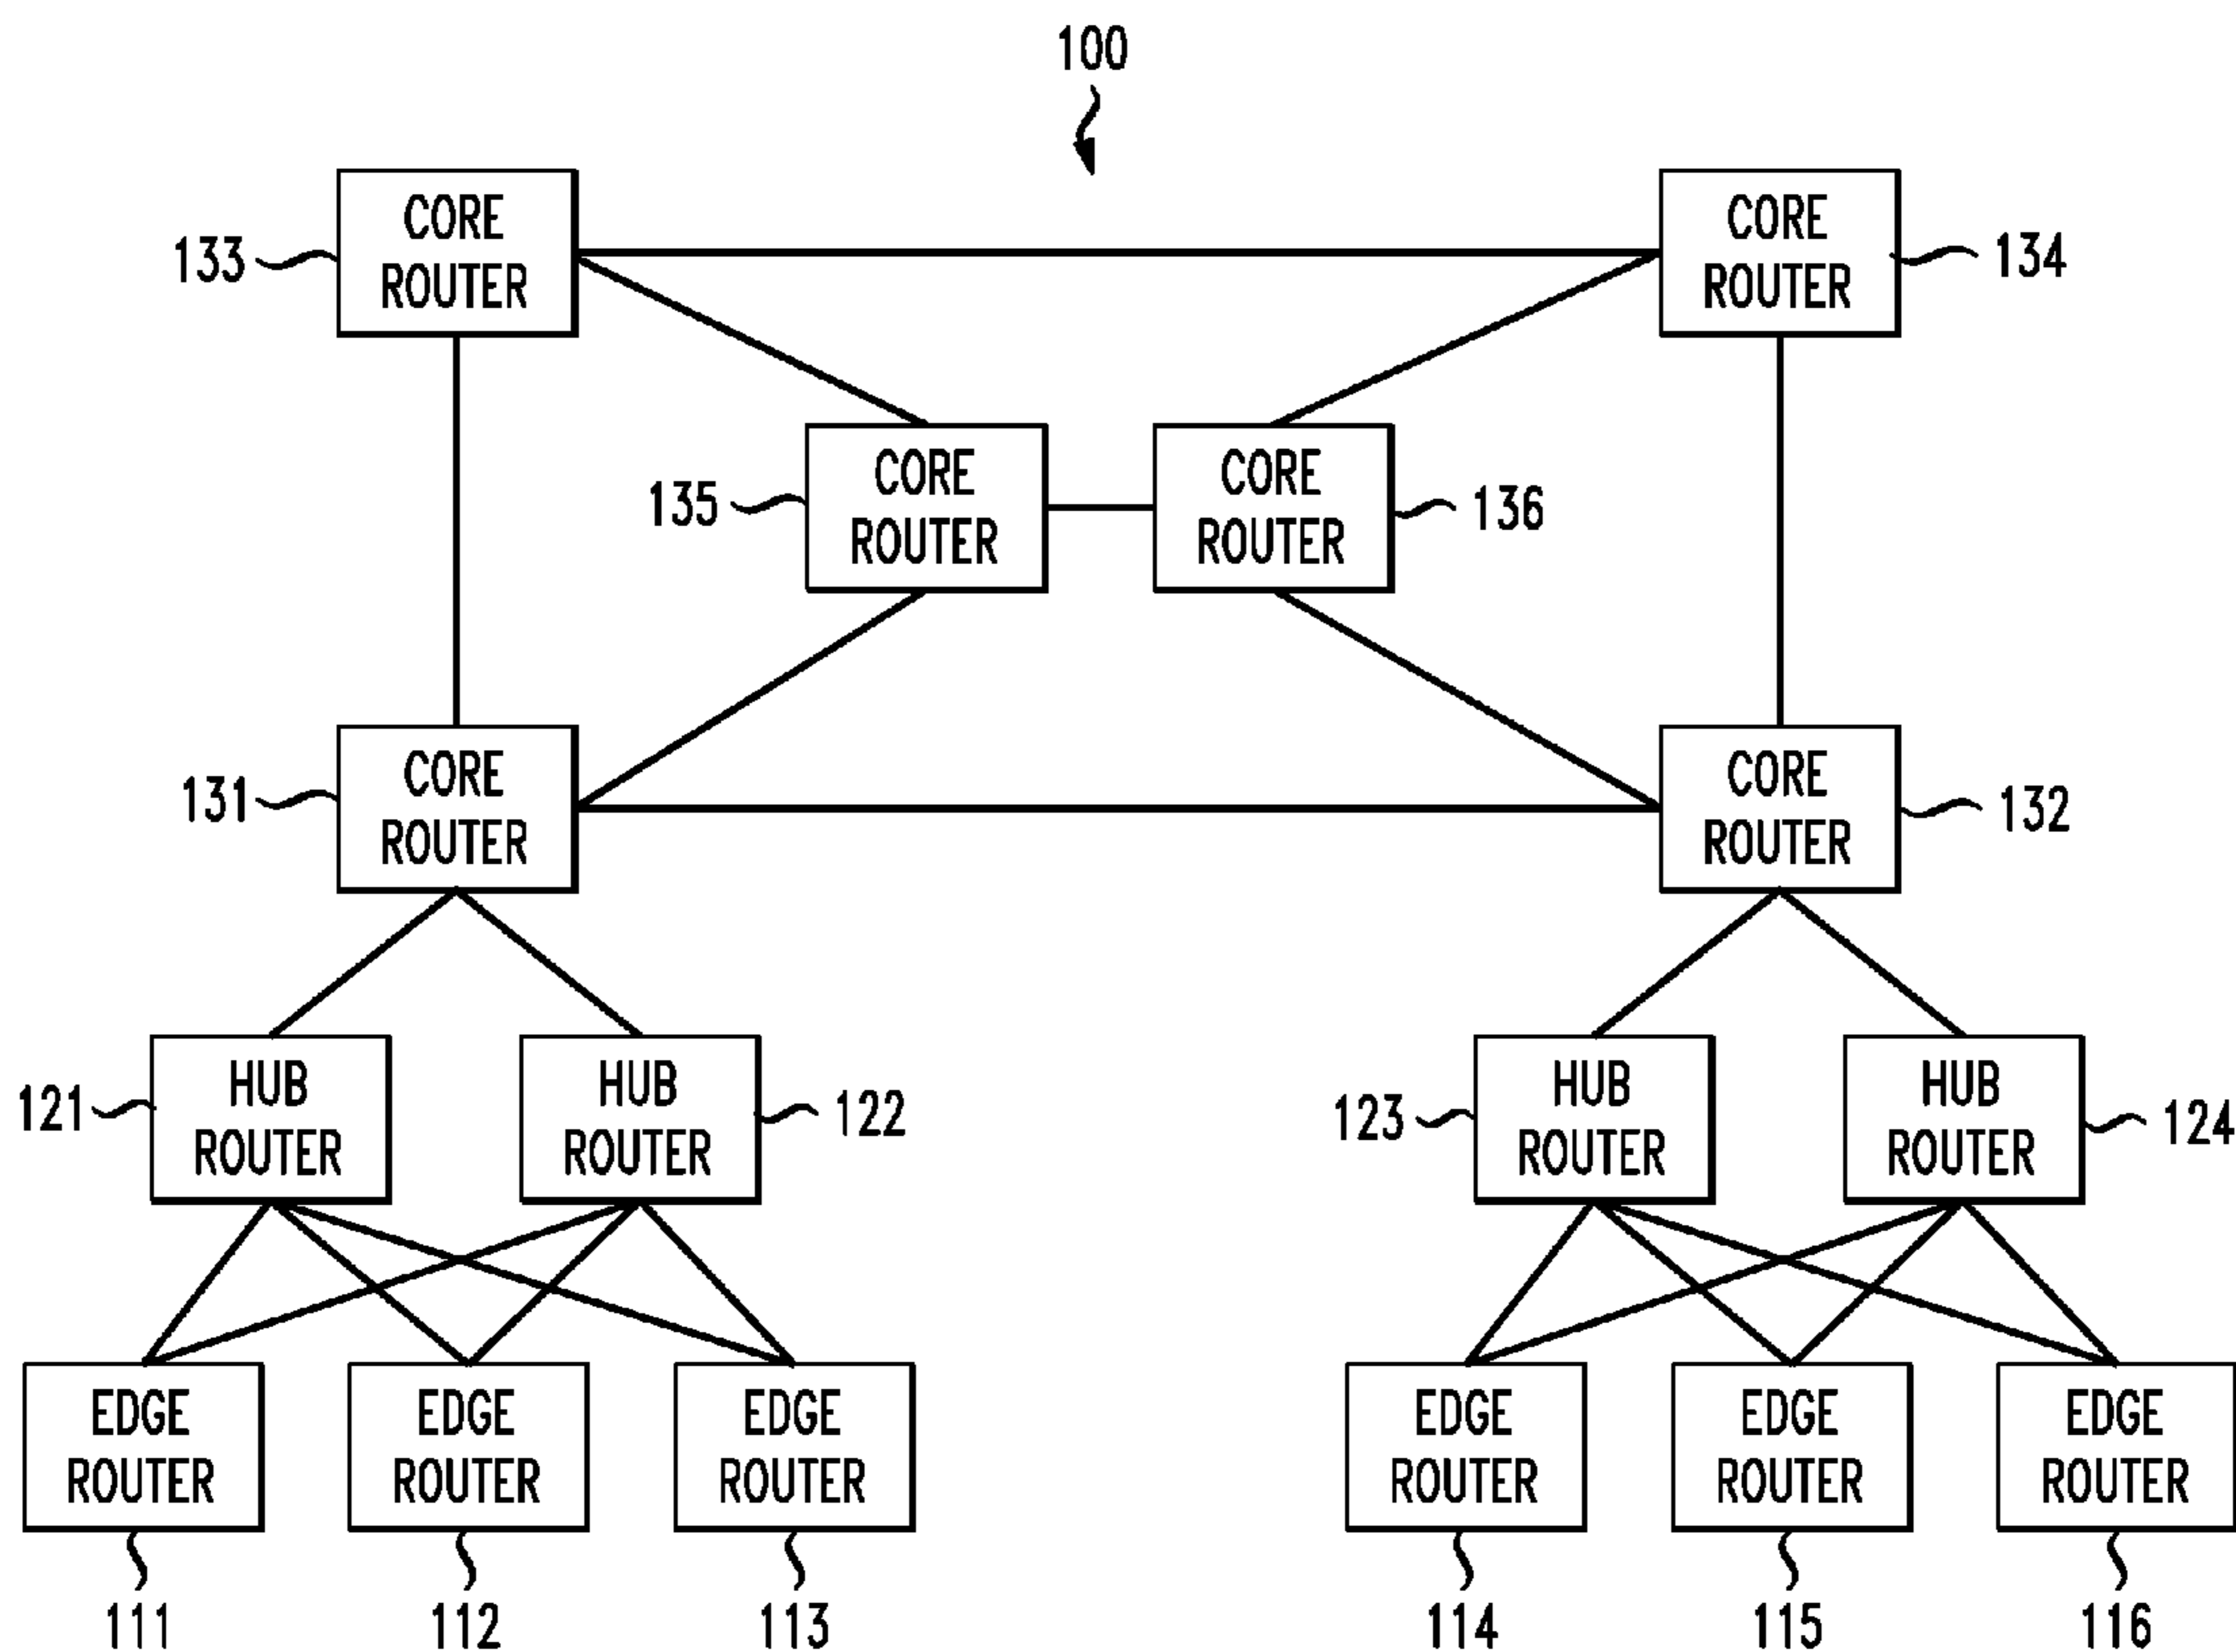 100
CORE
ROUTER
133
CORE
ROUTER
134
CORE
ROUTER
135
CORE
ROUTER
136
CORE
ROUTER
131
CORE
ROUTER
132
HUB
ROUTER
121
HUB
ROUTER
122
HUB
ROUTER
123
HUB
ROUTER
124
EDGE
ROUTER
111
EDGE
ROUTER
112
EDGE
ROUTER
113
EDGE
ROUTER
114
EDGE
ROUTER
115
EDGE
ROUTER
116